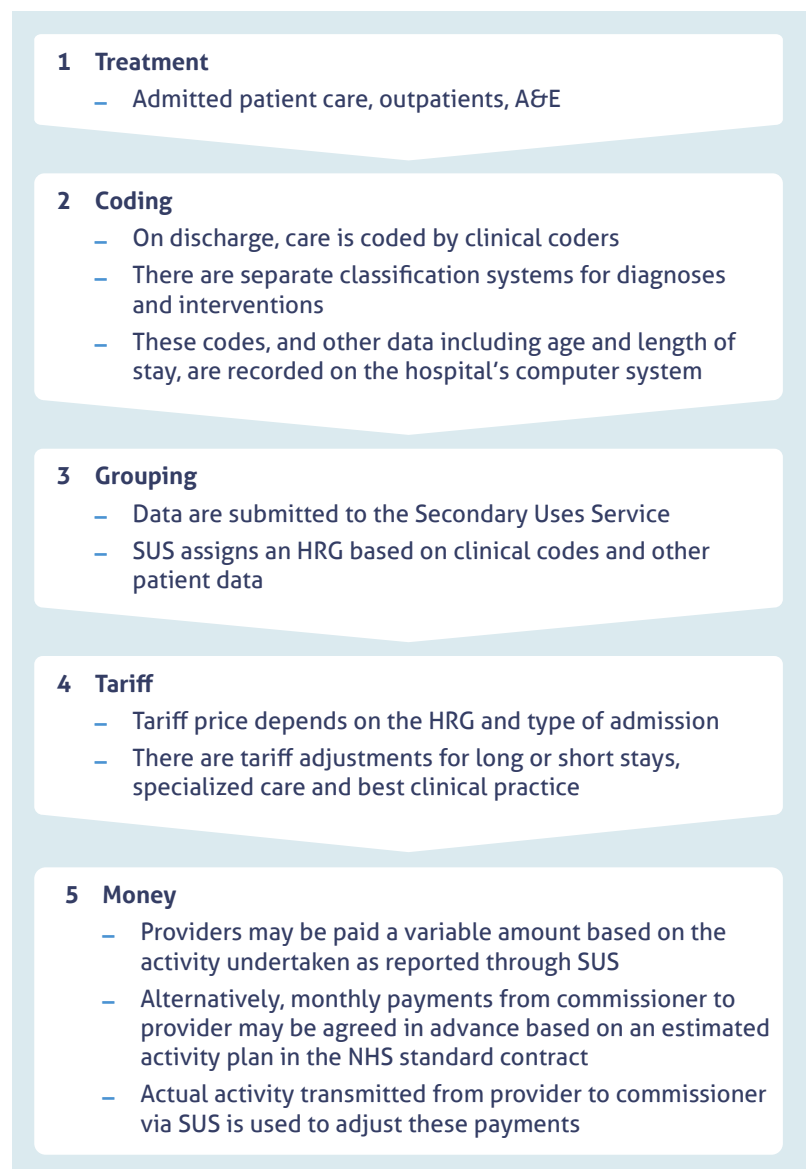 1 Treatment
– Admitted patient care, outpatients, A&E
2 Coding
– On discharge, care is coded by clinical coders
– There are separate classification systems for diagnoses
and interventions
– These codes, and other data including age and length of
stay, are recorded on the hospital’s computer system
3 Grouping
– Data are submitted to the Secondary Uses Service
– SUS assigns an HRG based on clinical codes and other
patient data
4 Tariff
– Tariff price depends on the HRG and type of admission
– There are tariff adjustments for long or short stays,
specialized care and best clinical practice
5 Money
– Providers may be paid a variable amount based on the
activity undertaken as reported through SUS
– Alternatively, monthly payments from commissioner to
provider may be agreed in advance based on an estimated
activity plan in the NHS standard contract
– Actual activity transmitted from provider to commissioner
via SUS is used to adjust these payments